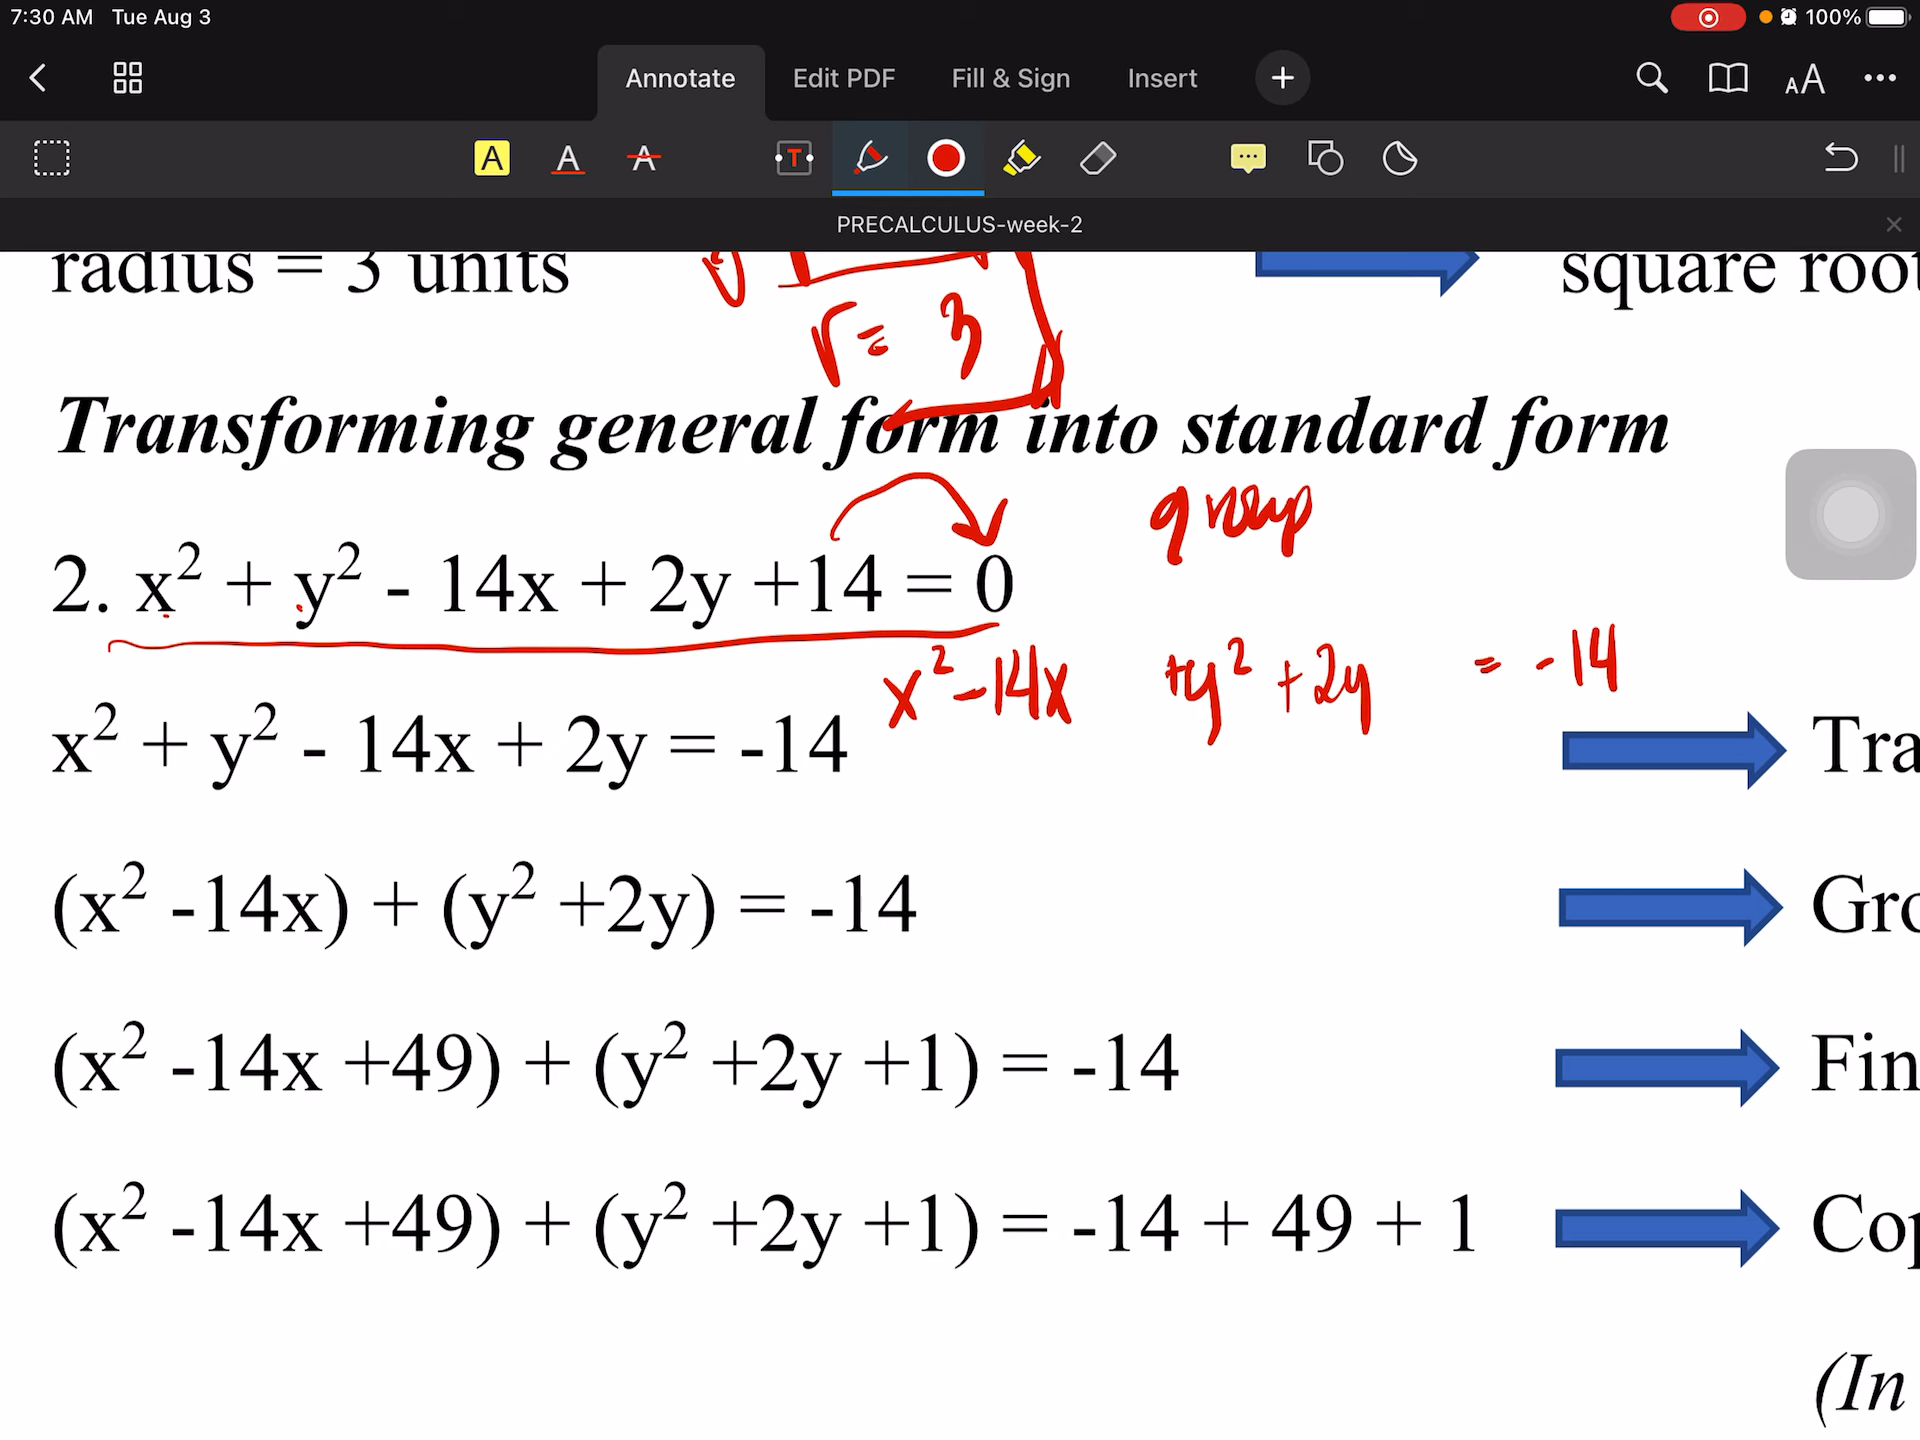 7:30 AM Tue Aug 3
100%
Annotate Edit PDF Fill & Sign Insert
AA
A A A T
PRECALCULUS-week-2
radius = 3 units
square root
r = 3
Transforming general form into standard form
group
2. x² + y² - 14x + 2y +14 = 0
x² - 14x +y² + 2y = - 14
x² + y² - 14x + 2y = -14
Tra
(x² -14x) + (y² +2y) = -14
Gro
(x² -14x +49) + (y² +2y +1) = -14
Fin
(x² -14x +49) + (y² +2y +1) = -14 + 49 + 1
Cop
(In